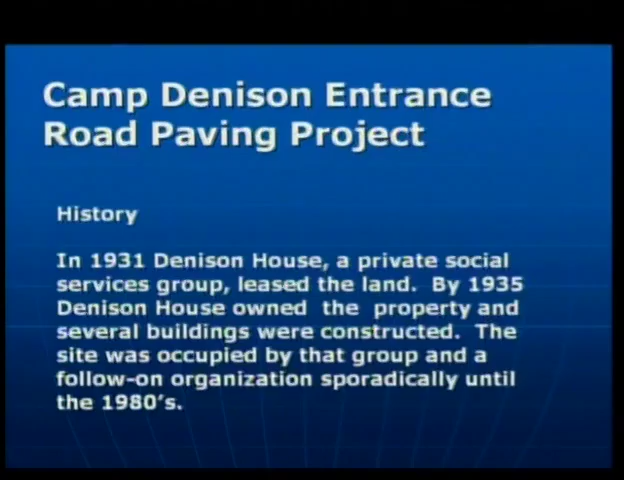 Camp Denison Entrance
Road Paving Project
History
In 1931 Denison House, a private social
services group, leased the land.  By 1935
Denison House owned  the  property and
several buildings were constructed.  The
site was occupied by that group and a
follow-on organization sporadically until
the 1980's.